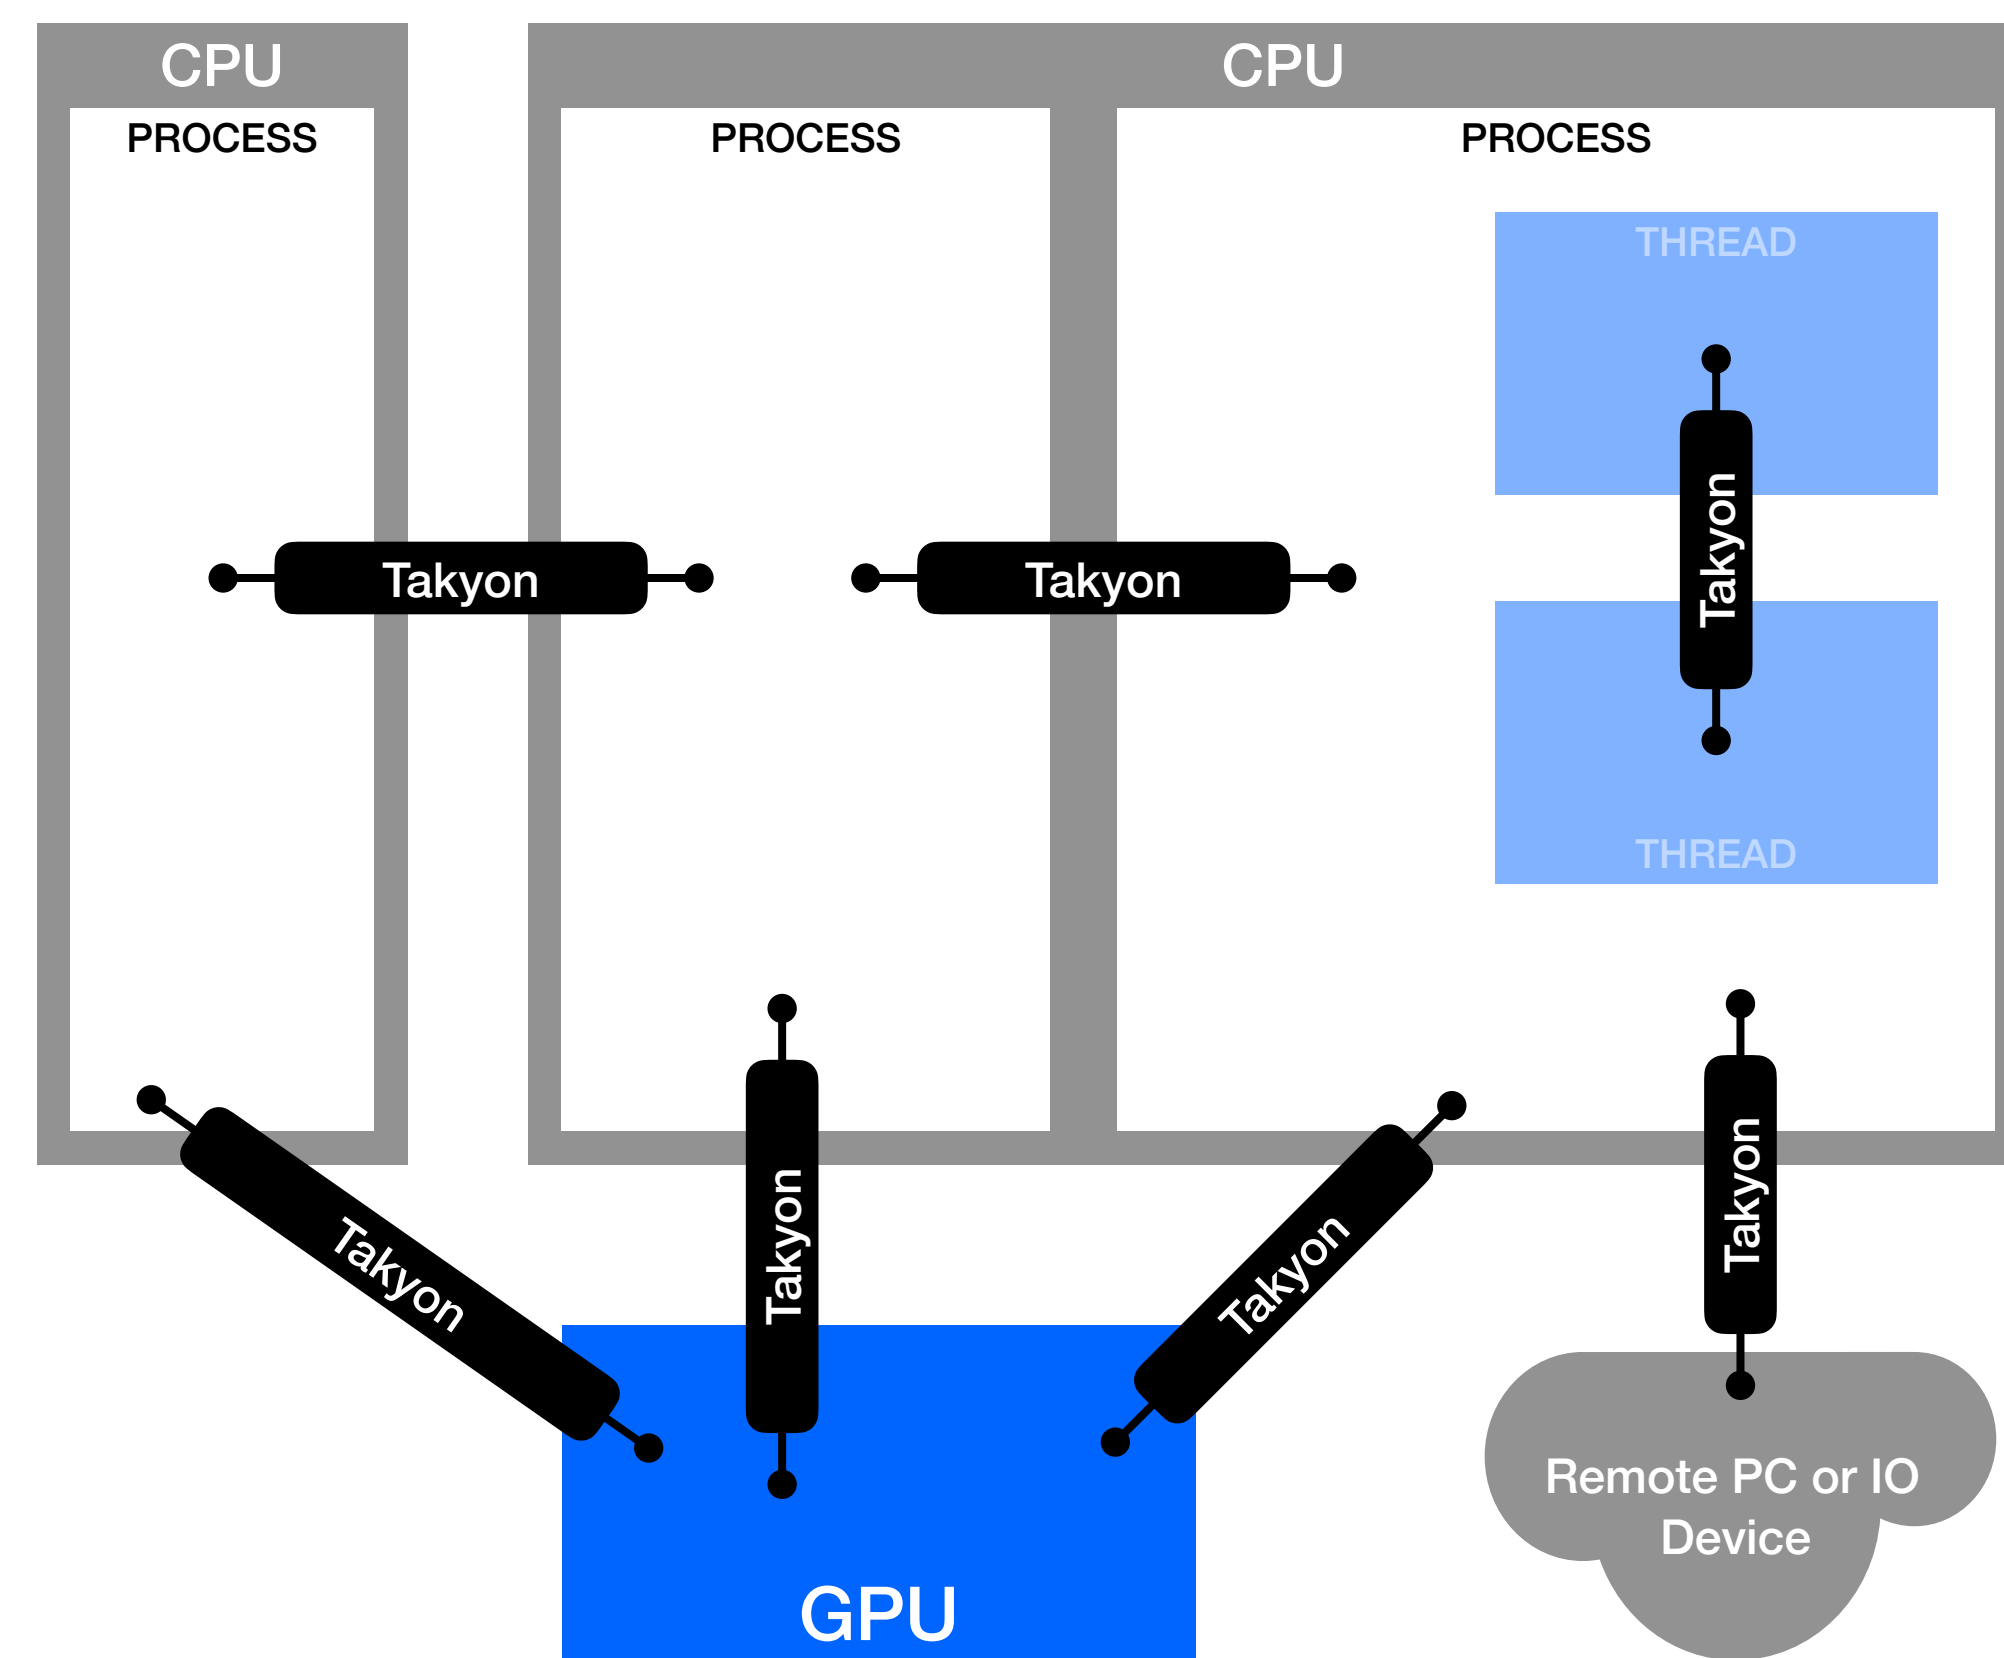 CPU
CPU
PROCESS
PROCESS
PROCESS
THREAD
Takyon
Takyon
Takyon
THREAD
Takyon
Takyon
Takyon
Takyon
Remote PC or IO
Device
GPU